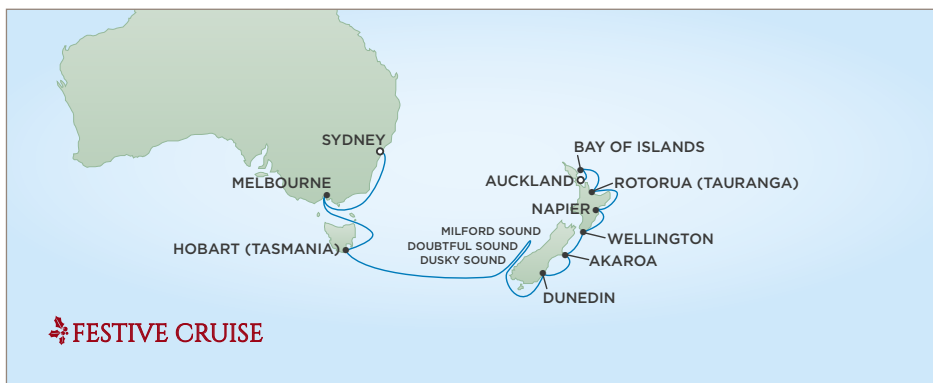 SYDNEY
BAY OF ISLANDS
MELBOURNE
AUCKLAND
ROTORUA (TAURANGA)
NAPIER
MILFORD SOUND
DOUBTFUL SOUND
DUSKY SOUND
HOBART (TASMANIA)
WELLINGTON
AKAROA
DUNEDIN
FESTIVE CRUISE